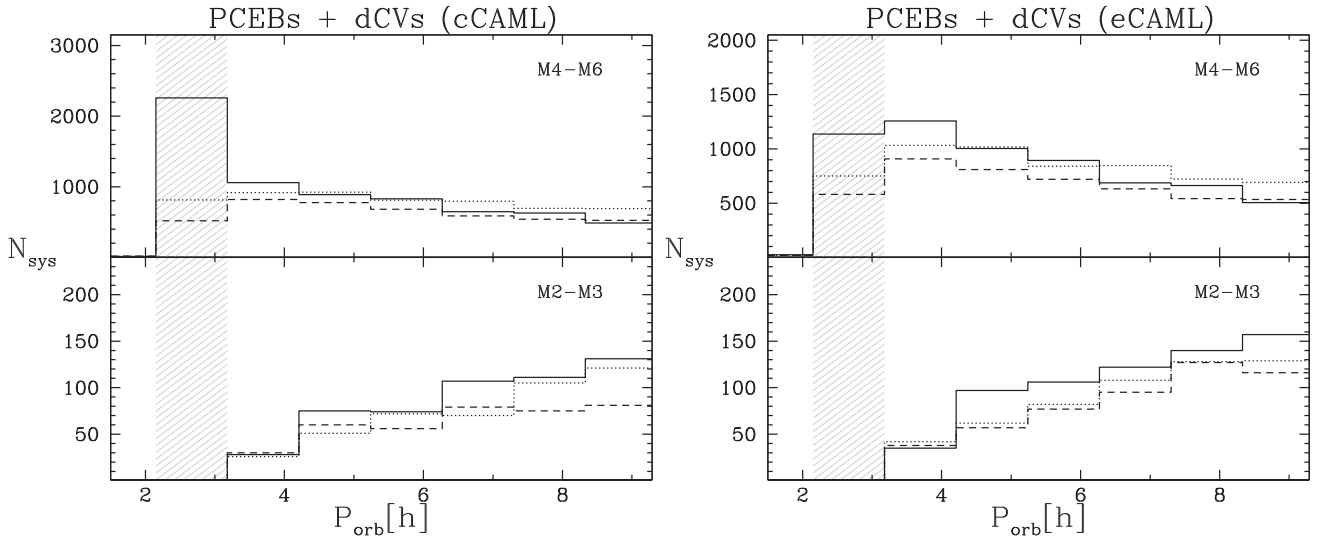 PCEBs + dCVs (cCAML)
3000
2000
1000
M4-M6
N_sys
200
150
100
50
M2-M3
2 4 6 8
P_orb[h]
PCEBs + dCVs (eCAML)
2000
1500
1000
500
M4-M6
N_sys
200
150
100
50
M2-M3
2 4 6 8
P_orb[h]